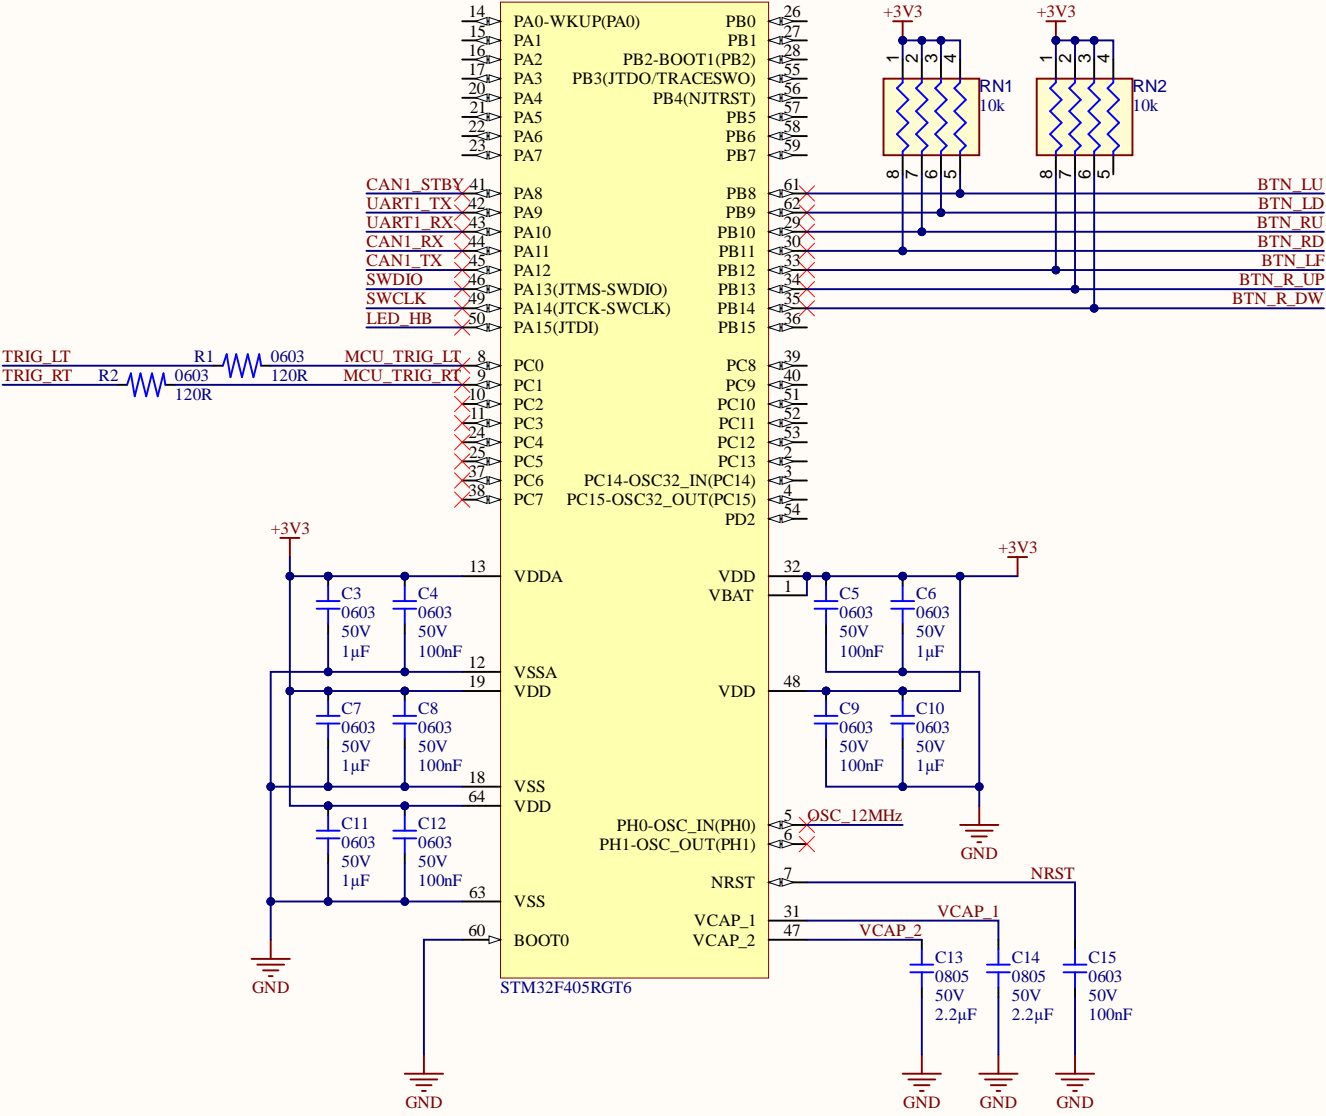 14 PA0-WKUP(PA0) PB0 26 +3V3 +3V3
15 PA1 PB1 27
16 PA2 PB2-BOOT1(PB2) 28 1 2 3 4 1 2 3 4
17 PA3 PB3(JTDO/TRACESWO) 55 RN1 RN2
20 PA4 PB4(NJTRST) 56 10k 10k
21 PA5 PB5 57
22 PA6 PB6 58
23 PA7 PB7 59 8 7 6 5 8 7 6 5
CAN1_STBY 41 PA8 PB8 61 BTN_LU
UART1_TX 42 PA9 PB9 62 BTN_LD
UART1_RX 43 PA10 PB10 29 BTN_RU
CAN1_RX 44 PA11 PB11 30 BTN_RD
CAN1_TX 45 PA12 PB12 33 BTN_LF
SWDIO 46 PA13(JTMS-SWDIO) PB13 34 BTN_R_UP
SWCLK 49 PA14(JTCK-SWCLK) PB14 35 BTN_R_DW
LED_HB 50 PA15(JTDI) PB15 36
TRIG_LT R1 0603 MCU_TRIG_LT 8 PC0 PC8 39
TRIG_RT R2 0603 120R MCU_TRIG_RT 9 PC1 PC9 40
120R 10 PC2 PC10 51
11 PC3 PC11 52
24 PC4 PC12 53
25 PC5 PC13 2
37 PC6 PC14-OSC32_IN(PC14) 3
38 PC7 PC15-OSC32_OUT(PC15) 4
PD2 54
+3V3 +3V3
13 VDDA VDD 32
C3 C4 VBAT 1 C5 C6
0603 0603 0603 0603
50V 50V 50V 50V
1µF 100nF 100nF 1µF
12 VSSA
19 VDD VDD 48
C7 C8 C9 C10
0603 0603 0603 0603
50V 50V 50V 50V
1µF 100nF 100nF 1µF
18 VSS
64 VDD
C11 C12 PH0-OSC_IN(PH0) 5 OSC_12MHz
0603 0603 PH1-OSC_OUT(PH1) 6 GND
50V 50V
1µF 100nF NRST 7 NRST
63 VSS
VCAP_1 31 VCAP_1
60 BOOT0 VCAP_2 47 VCAP_2
C13 C14 C15
0805 0805 0603
GND STM32F405RGT6 50V 50V 50V
2.2µF 2.2µF 100nF
GND GND GND GND